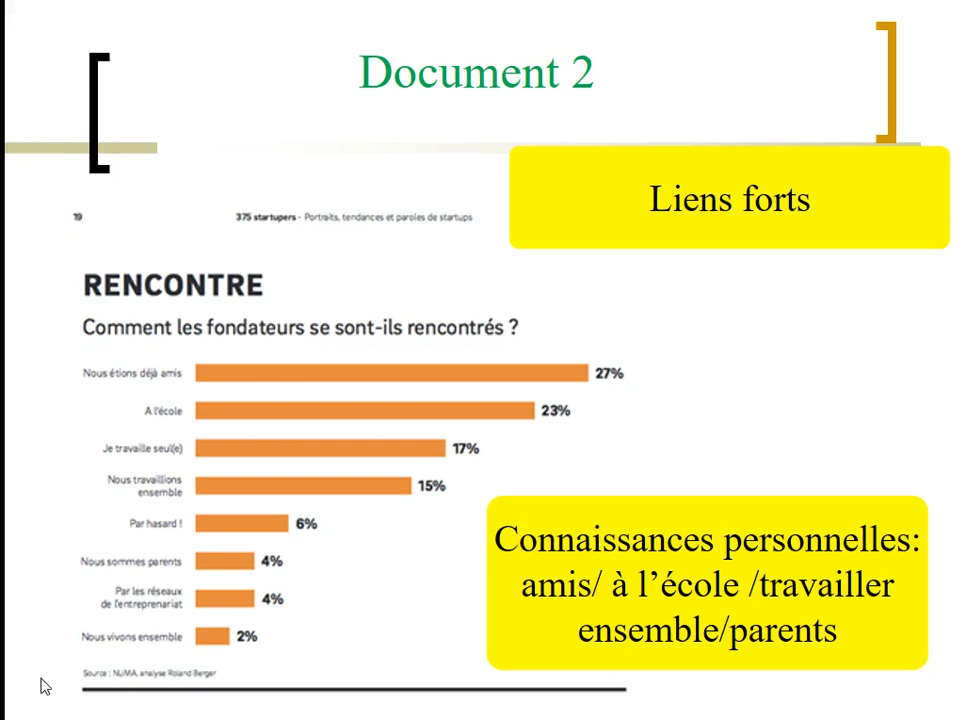 Document 2
Liens forts
19
375 startupers - Portraits, tendances et paroles de startups
RENCONTRE
Comment les fondateurs se sont-ils rencontrés ?
Nous étions déjà amis 27%
A l'école 23%
Je travaille seul(e) 17%
Nous travaillions
ensemble 15%
Par hasard ! 6%
Nous sommes parents 4%
Par les réseaux
de l'entreprenariat 4%
Nous vivons ensemble 2%
Connaissances personnelles:
amis/ à l’école /travailler
ensemble/parents
Source : NUMA, analyse Roland Berger